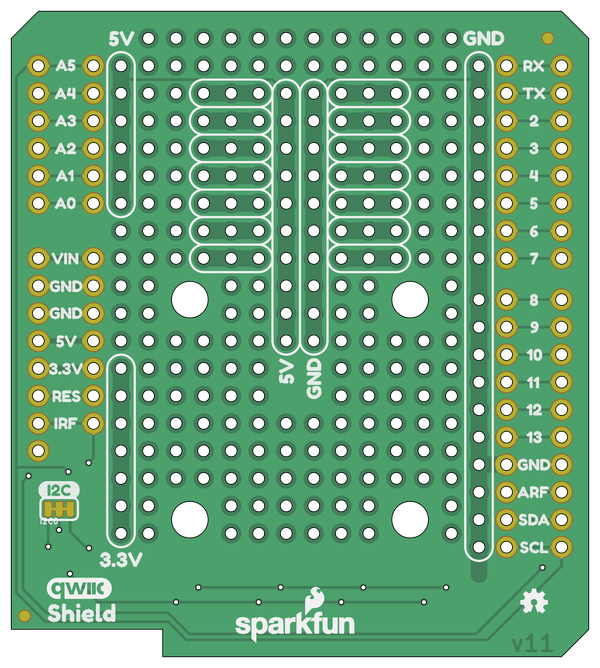 5V GND
A5 RX
A4 TX
A3 2
A2 3
A1 4
A0 5
6
VIN 7
GND 8
GND 9
5V 10
3.3V 5V GND 11
RES 12
IRF 13
GND
I2C ARF
I2C0 SDA
3.3V SCL
qwiic
Shield
sparkfun
v11